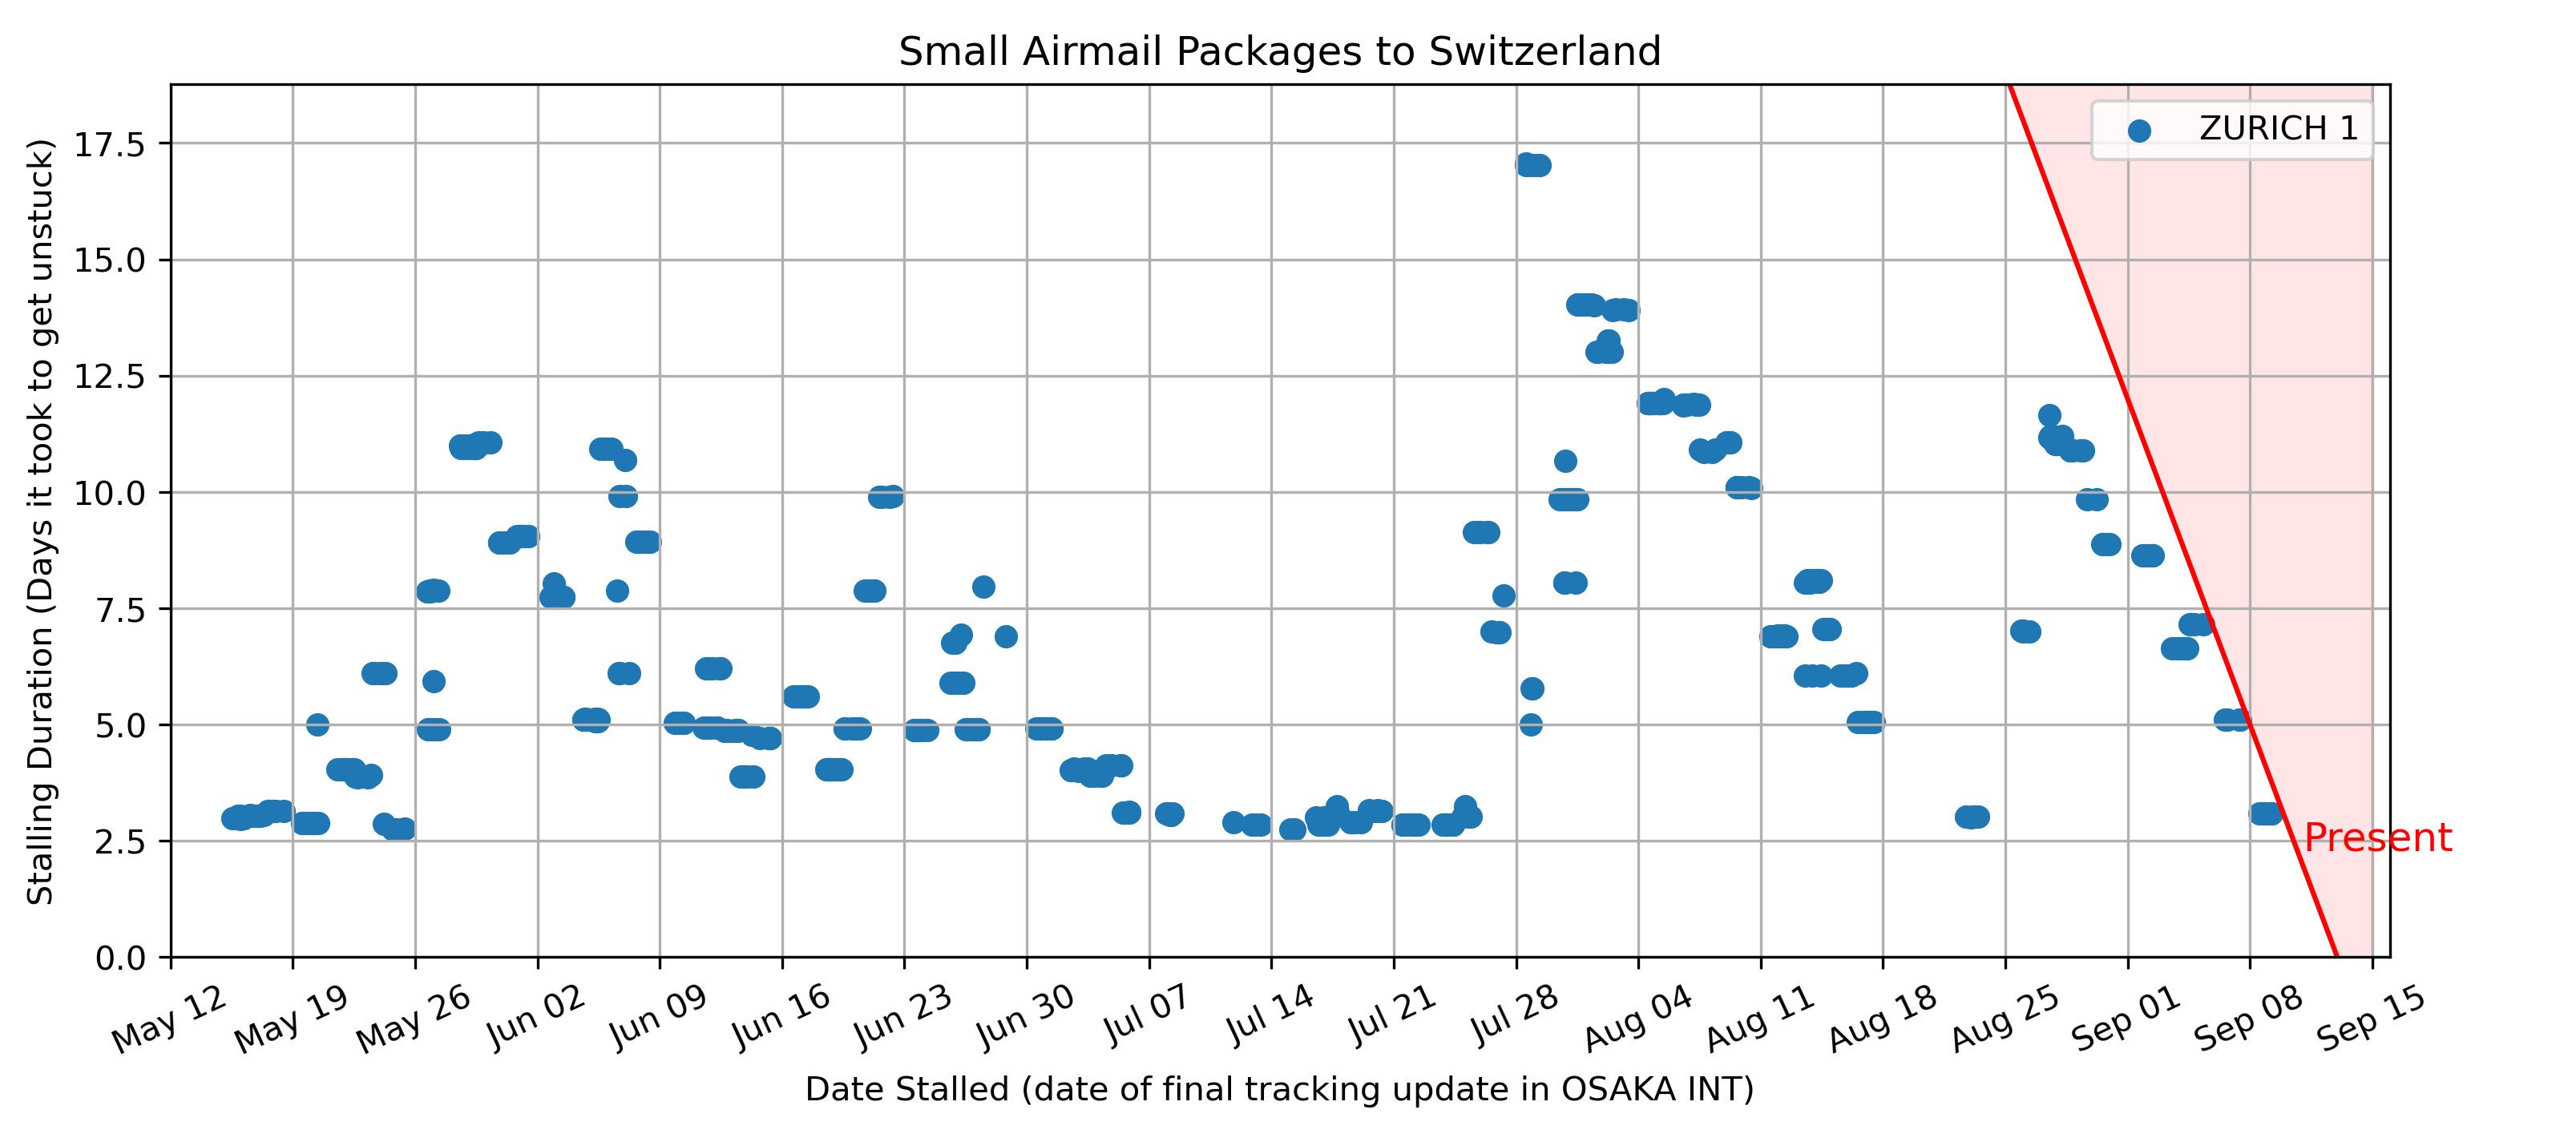 Small Airmail Packages to Switzerland
ZURICH 1
Stalling Duration (Days it took to get unstuck)
17.5
15.0
12.5
10.0
7.5
5.0
2.5
0.0
Present
May 12 May 19 May 26 Jun 02 Jun 09 Jun 16 Jun 23 Jun 30 Jul 07 Jul 14 Jul 21 Jul 28 Aug 04 Aug 11 Aug 18 Aug 25 Sep 01 Sep 08 Sep 15
Date Stalled (date of final tracking update in OSAKA INT)